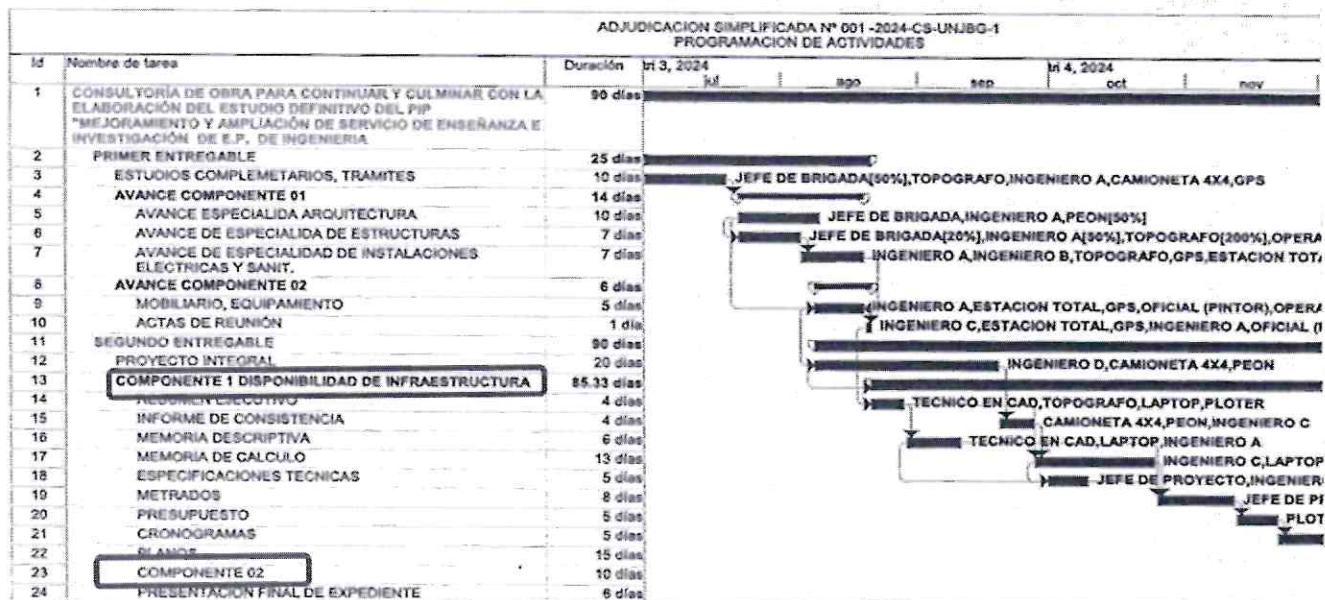 ADJUDICACION SIMPLIFICADA N° 001 -2024-CS-UNJBG-1
PROGRAMACION DE ACTIVIDADES
Id Nombre de tarea Duración tri 3, 2024 tri 4, 2024
jul ago sep oct nov
1 CONSULTORÍA DE OBRA PARA CONTINUAR Y CULMINAR CON LA 90 días
ELABORACIÓN DEL ESTUDIO DEFINITIVO DEL PIP
"MEJORAMIENTO Y AMPLIACIÓN DE SERVICIO DE ENSEÑANZA E
INVESTIGACIÓN DE E.P. DE INGENIERIA
2 PRIMER ENTREGABLE 25 días
3 ESTUDIOS COMPLEMETARIOS, TRAMITES 10 días JEFE DE BRIGADA[50%],TOPOGRAFO,INGENIERO A,CAMIONETA 4X4,GPS
4 AVANCE COMPONENTE 01 14 días
5 AVANCE ESPECIALIDA ARQUITECTURA 10 días JEFE DE BRIGADA,INGENIERO A,PEON[50%]
6 AVANCE DE ESPECIALIDA DE ESTRUCTURAS 7 días JEFE DE BRIGADA[20%],INGENIERO A[50%],TOPOGRAFO[200%],OPERA
7 AVANCE DE ESPECIALIDAD DE INSTALACIONES 7 días INGENIERO A,INGENIERO B,TOPOGRAFO,GPS,ESTACION TOTA
ELECTRICAS Y SANIT.
8 AVANCE COMPONENTE 02 6 días
9 MOBILIARIO, EQUIPAMIENTO 5 días INGENIERO A,ESTACION TOTAL,GPS,OFICIAL (PINTOR),OPERA
10 ACTAS DE REUNIÓN 1 día INGENIERO C,ESTACION TOTAL,GPS,INGENIERO A,OFICIAL (
11 SEGUNDO ENTREGABLE 90 días
12 PROYECTO INTEGRAL 20 días INGENIERO D,CAMIONETA 4X4,PEON
13 COMPONENTE 1 DISPONIBILIDAD DE INFRAESTRUCTURA 85.33 días
14 RESUMEN EJECUTIVO 4 días TECNICO EN CAD,TOPOGRAFO,LAPTOP,PLOTER
15 INFORME DE CONSISTENCIA 4 días CAMIONETA 4X4,PEON,INGENIERO C
16 MEMORIA DESCRIPTIVA 6 días TECNICO EN CAD,LAPTOP,INGENIERO A
17 MEMORIA DE CALCULO 13 días INGENIERO C,LAPTOP
18 ESPECIFICACIONES TECNICAS 5 días JEFE DE PROYECTO,INGENIER
19 METRADOS 8 días JEFE DE PR
20 PRESUPUESTO 5 días PLOT
21 CRONOGRAMAS 5 días
22 PLANOS 15 días
23 COMPONENTE 02 10 días
24 PRESENTACION FINAL DE EXPEDIENTE 6 días